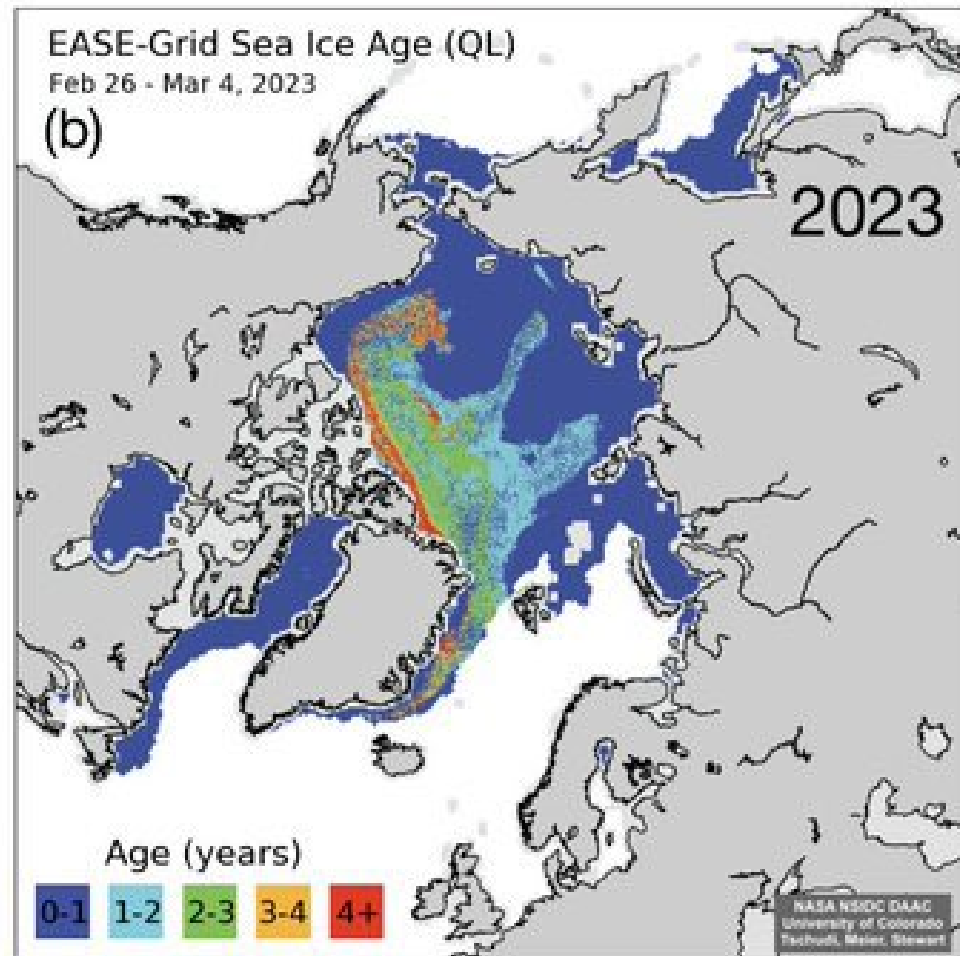 EASE-Grid Sea Ice Age (QL)
Feb 26 - Mar 4, 2023
(b)
2023
Age (years)
0-1 1-2 2-3 3-4 4+
NASA NSIDC DAAC
University of Colorado
Tschudi, Meier, Stewart